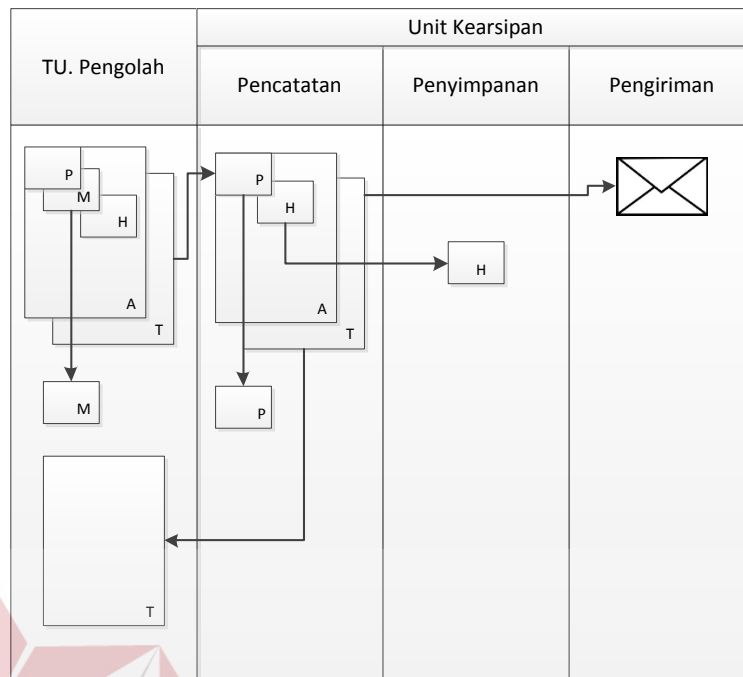 Unit Kearsipan
TU. Pengolah
Pencatatan
Penyimpanan
Pengiriman
P
M
H
A
T
M
T
P
H
A
T
P
H